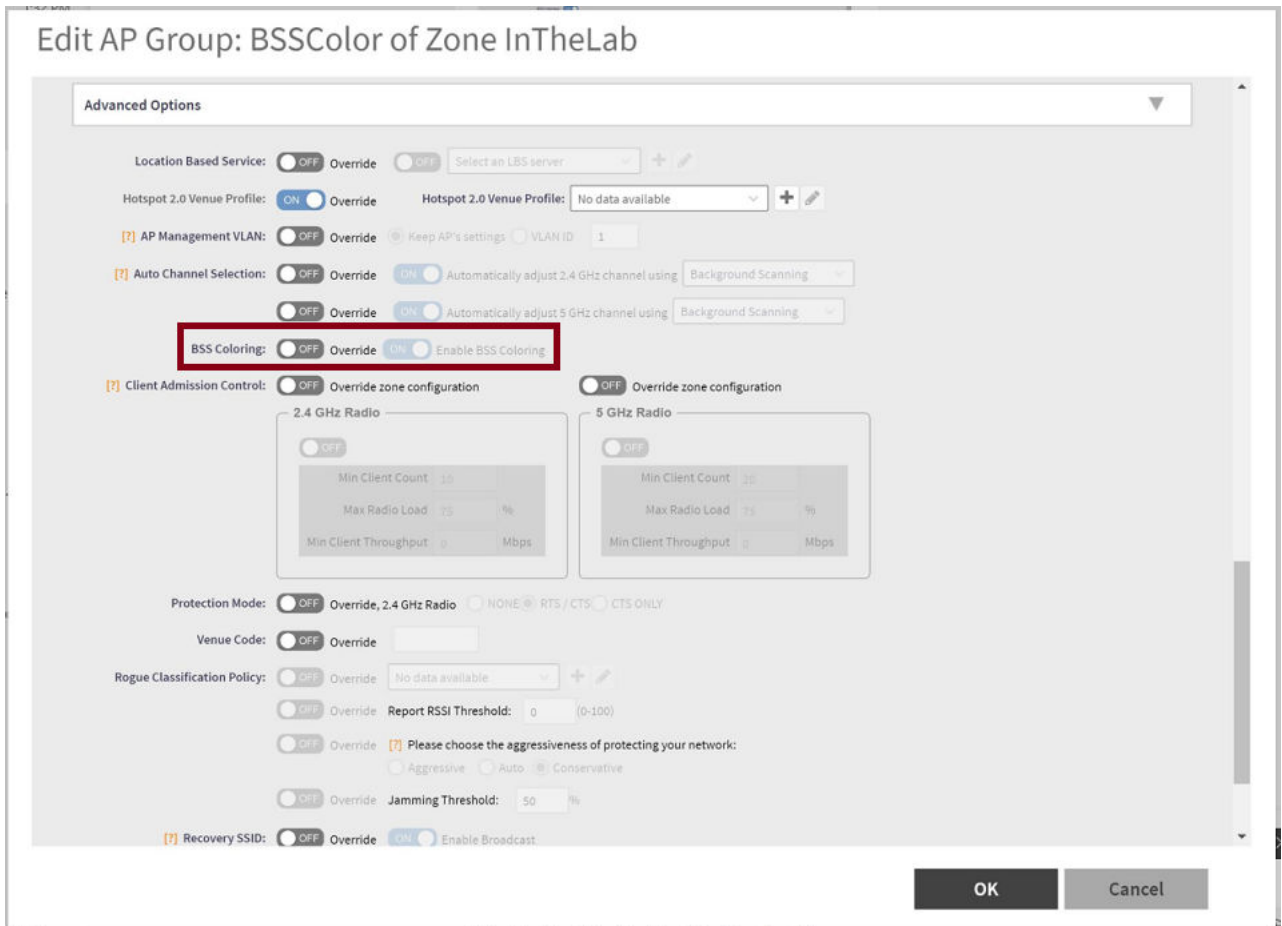 Edit AP Group: BSSColor of Zone InTheLab
Advanced Options
Location Based Service: OFF Override OFF Select an LBS server
Hotspot 2.0 Venue Profile: ON Override Hotspot 2.0 Venue Profile: No data available
[?] AP Management VLAN: OFF Override Keep AP's settings VLAN ID 1
[?] Auto Channel Selection: OFF Override ON Automatically adjust 2.4 GHz channel using Background Scanning
OFF Override ON Automatically adjust 5 GHz channel using Background Scanning
BSS Coloring: OFF Override ON Enable BSS Coloring
[?] Client Admission Control: OFF Override zone configuration OFF Override zone configuration
2.4 GHz Radio 5 GHz Radio
OFF OFF
Min Client Count 10 Min Client Count 20
Max Radio Load 75 % Max Radio Load 75 %
Min Client Throughput 0 Mbps Min Client Throughput 0 Mbps
Protection Mode: OFF Override, 2.4 GHz Radio NONE RTS / CTS CTS ONLY
Venue Code: OFF Override
Rogue Classification Policy: OFF Override No data available
OFF Override Report RSSI Threshold: 0 (0-100)
OFF Override [?] Please choose the aggressiveness of protecting your network:
Aggressive Auto Conservative
OFF Override Jamming Threshold: 50 %
[?] Recovery SSID: OFF Override ON Enable Broadcast
OK Cancel